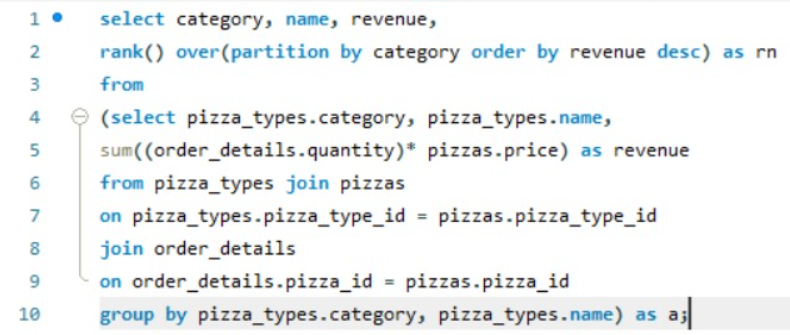 1 select category, name, revenue,
2 rank() over(partition by category order by revenue desc) as rn
3 from
4 (select pizza_types.category, pizza_types.name,
5 sum((order_details.quantity)* pizzas.price) as revenue
6 from pizza_types join pizzas
7 on pizza_types.pizza_type_id = pizzas.pizza_type_id
8 join order_details
9 on order_details.pizza_id = pizzas.pizza_id
10 group by pizza_types.category, pizza_types.name) as a;